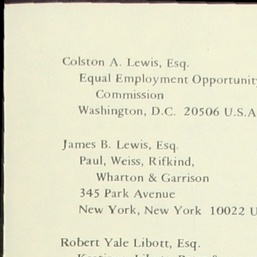 Colston A. Lewis, Esq.
Equal Employment Opportunity
Commission
Washington, D.C. 20506 U.S.A
James B. Lewis, Esq.
Paul, Weiss, Rifkind,
Wharton & Garrison
345 Park Avenue
New York, New York 10022 U
Robert Yale Libott, Esq.